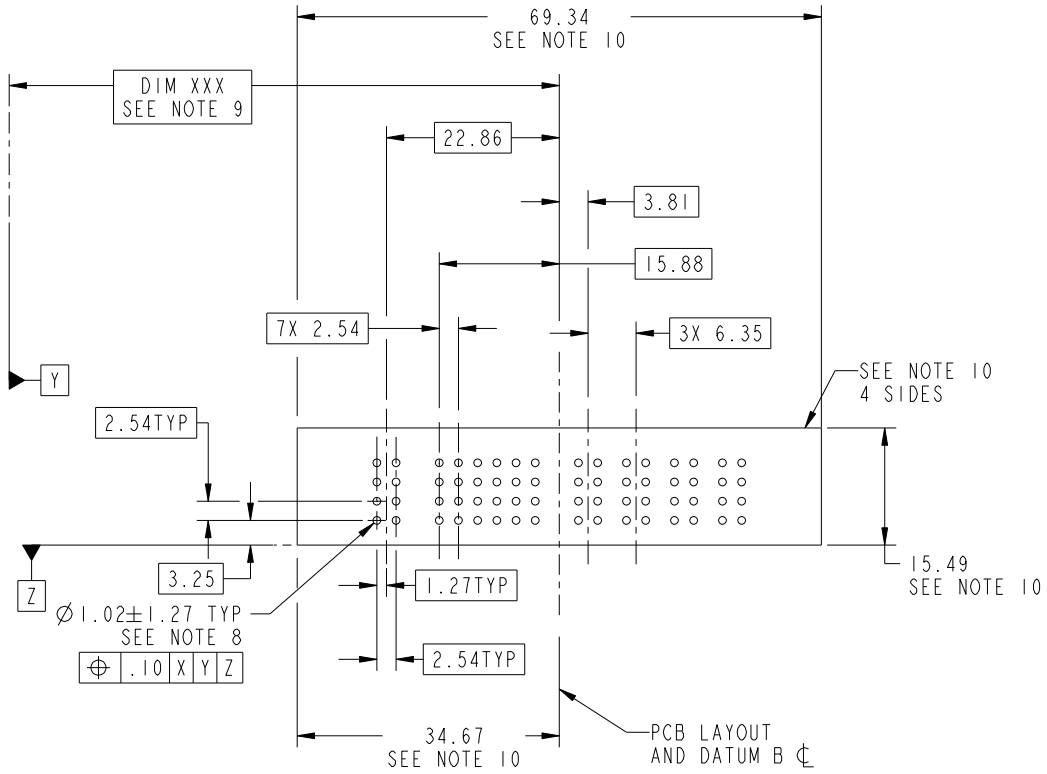 69.34
SEE NOTE 10
DIM XXX
SEE NOTE 9
22.86
3.81
15.88
7X 2.54
3X 6.35
Y
SEE NOTE 10
4 SIDES
2.54TYP
3.25
Z
1.27TYP
15.49
SEE NOTE 10
Ø1.02±1.27 TYP
SEE NOTE 8
⌖ .10 X Y Z
2.54TYP
34.67
SEE NOTE 10
PCB LAYOUT
AND DATUM B ℄